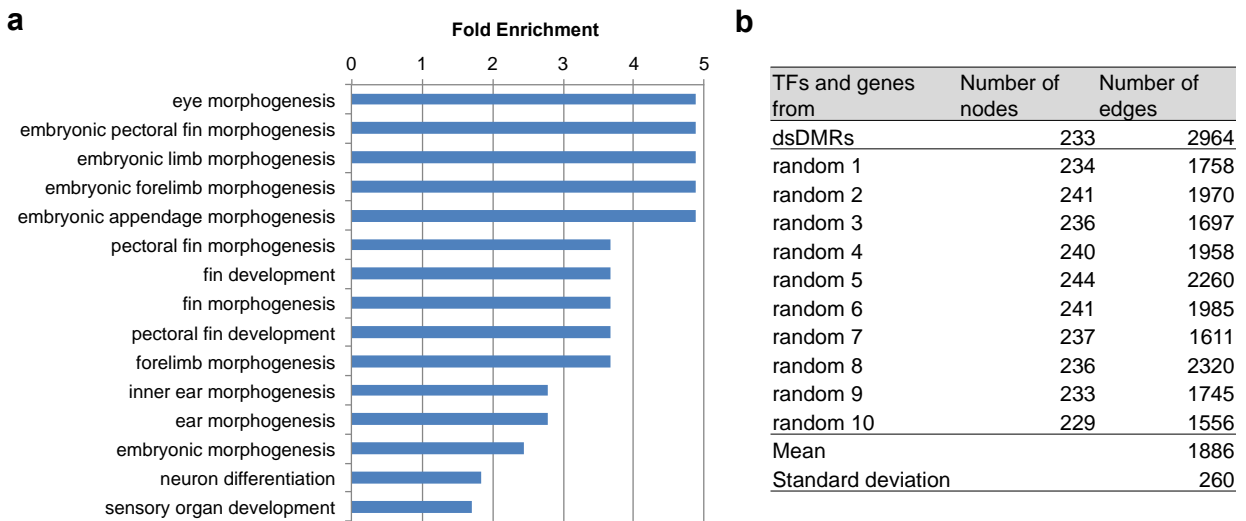 a
Fold Enrichment
0 1 2 3 4 5
eye morphogenesis
embryonic pectoral fin morphogenesis
embryonic limb morphogenesis
embryonic forelimb morphogenesis
embryonic appendage morphogenesis
pectoral fin morphogenesis
fin development
fin morphogenesis
pectoral fin development
forelimb morphogenesis
inner ear morphogenesis
ear morphogenesis
embryonic morphogenesis
neuron differentiation
sensory organ development
b
TFs and genes from Number of nodes Number of edges
dsDMRs 233 2964
random 1 234 1758
random 2 241 1970
random 3 236 1697
random 4 240 1958
random 5 244 2260
random 6 241 1985
random 7 237 1611
random 8 236 2320
random 9 233 1745
random 10 229 1556
Mean 1886
Standard deviation 260